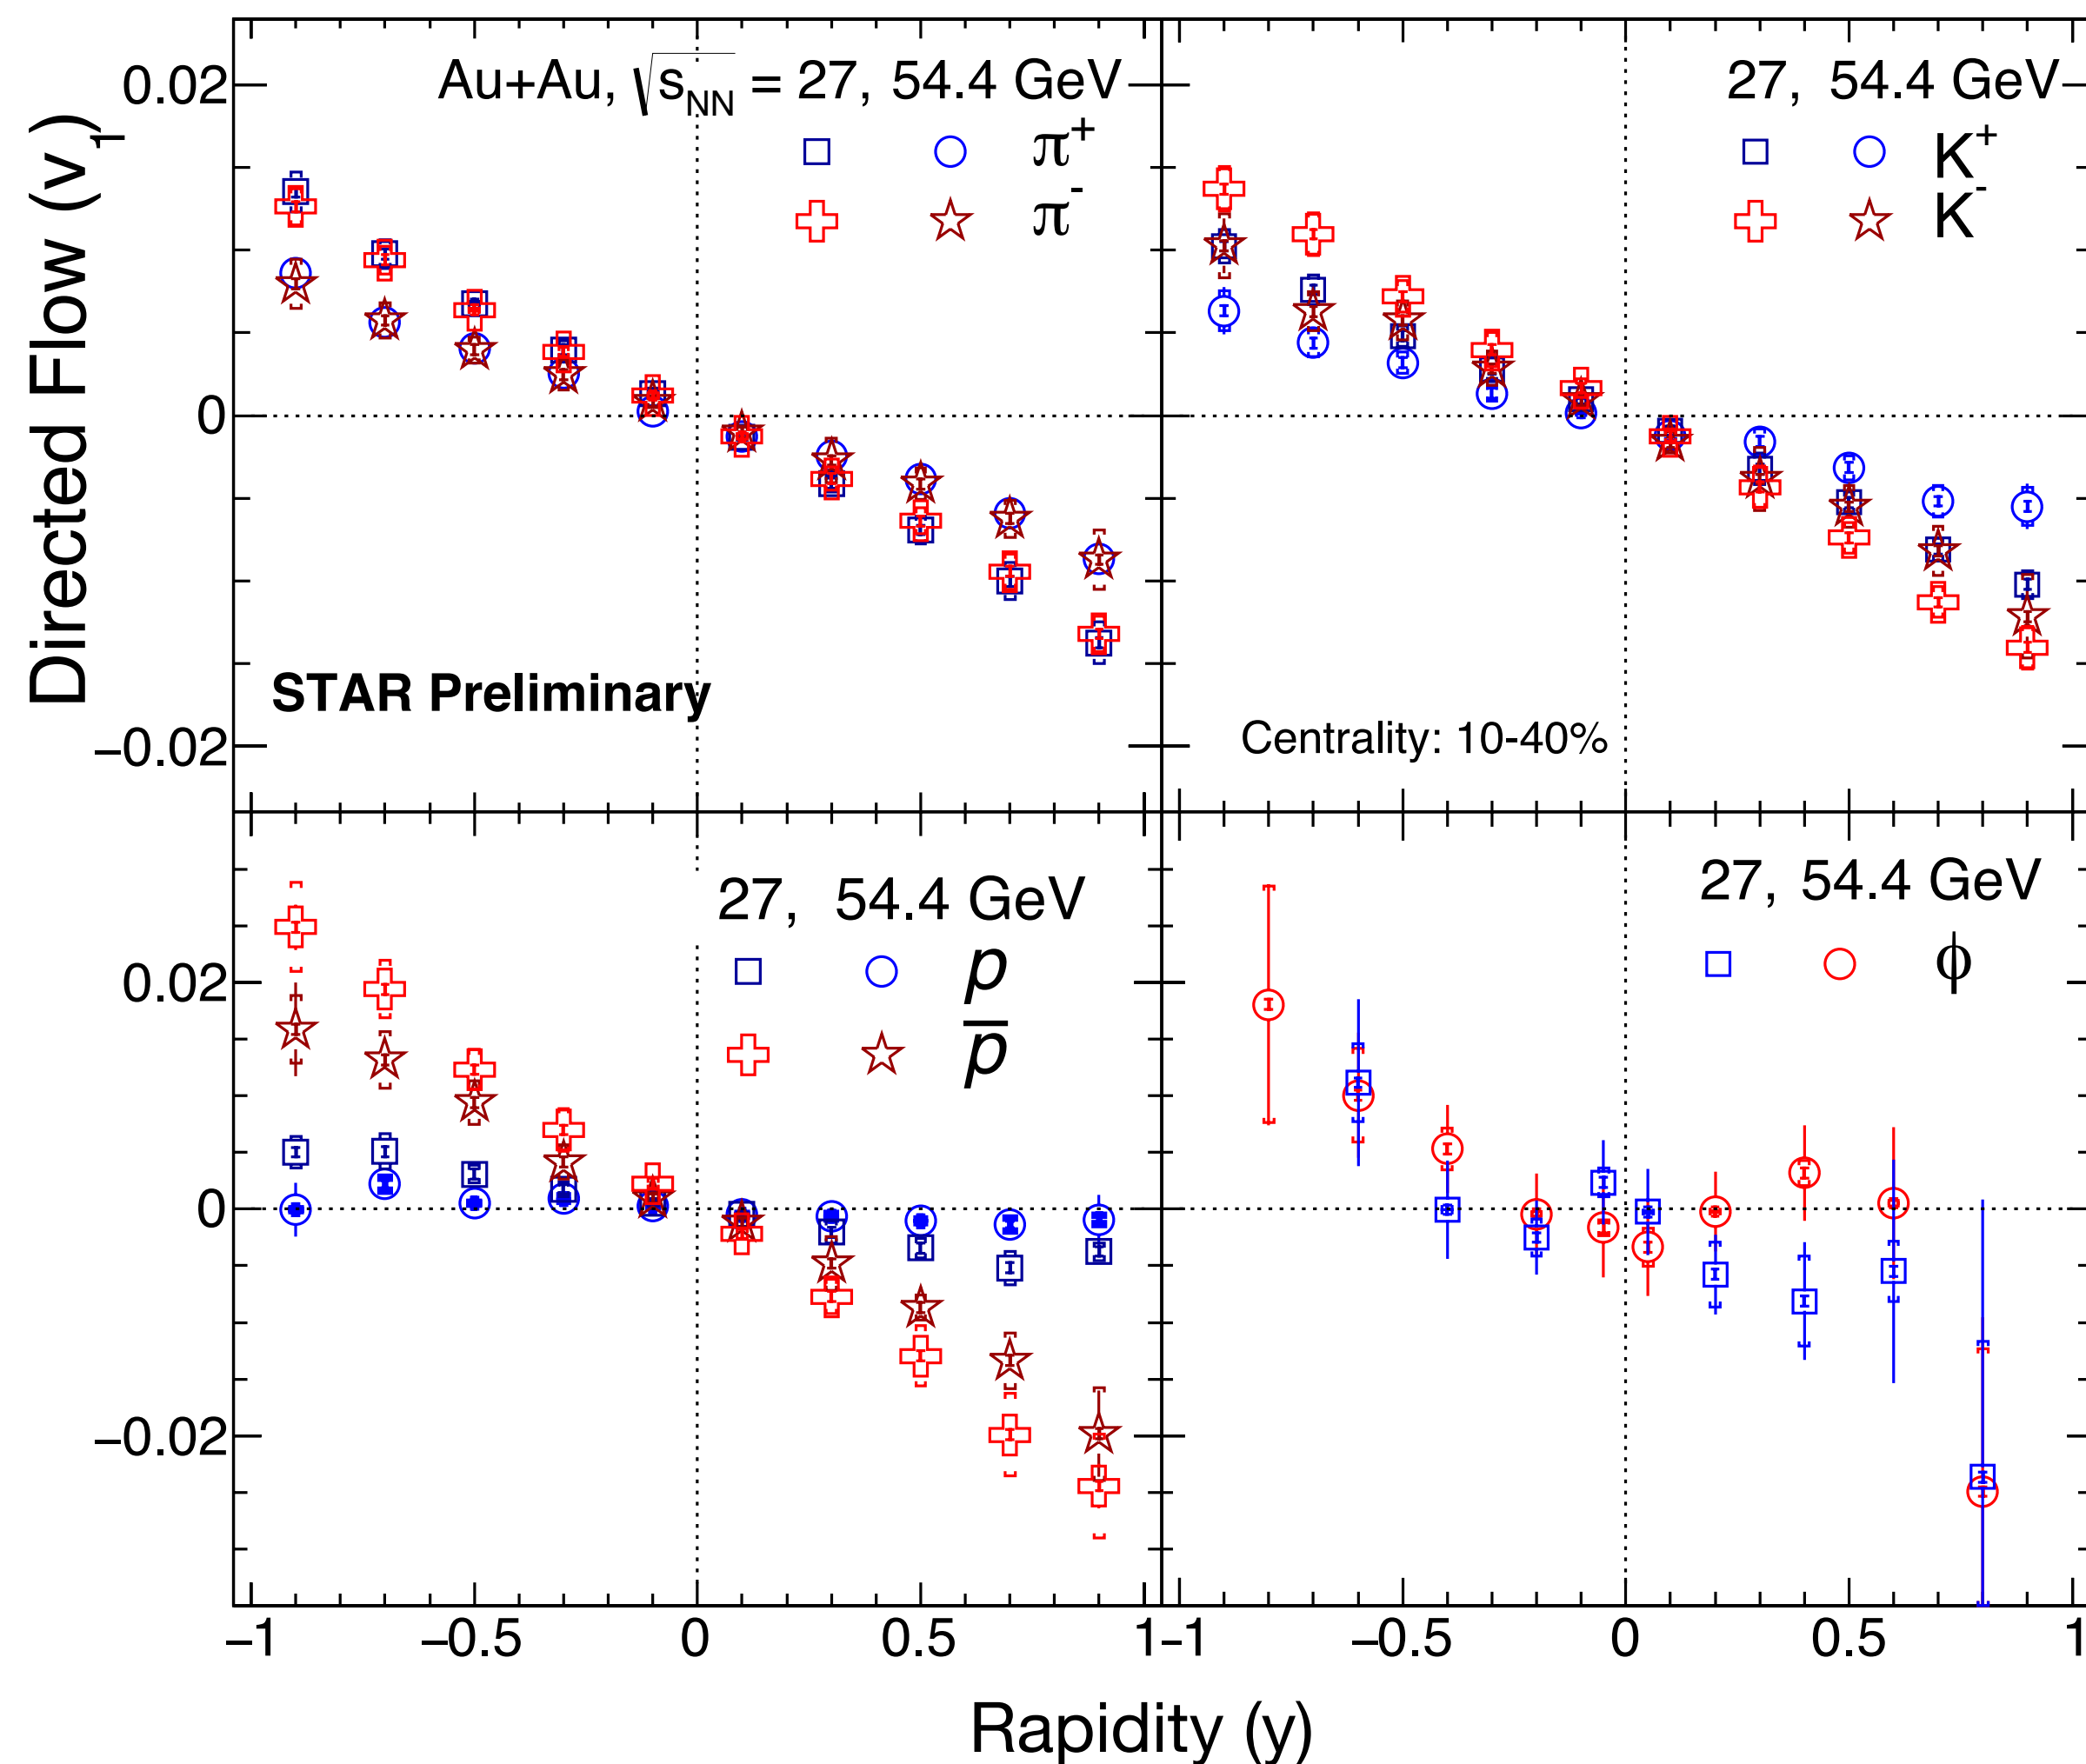 Directed Flow (v₁)
Au+Au, √sNN = 27, 54.4 GeV
π⁺
π⁻
STAR Preliminary
0.02
0
−0.02
27, 54.4 GeV
K⁺
K⁻
Centrality: 10-40%
27, 54.4 GeV
p
p̅
0.02
0
−0.02
27, 54.4 GeV
ϕ
−1 −0.5 0 0.5 1 −1 −0.5 0 0.5 1
Rapidity (y)